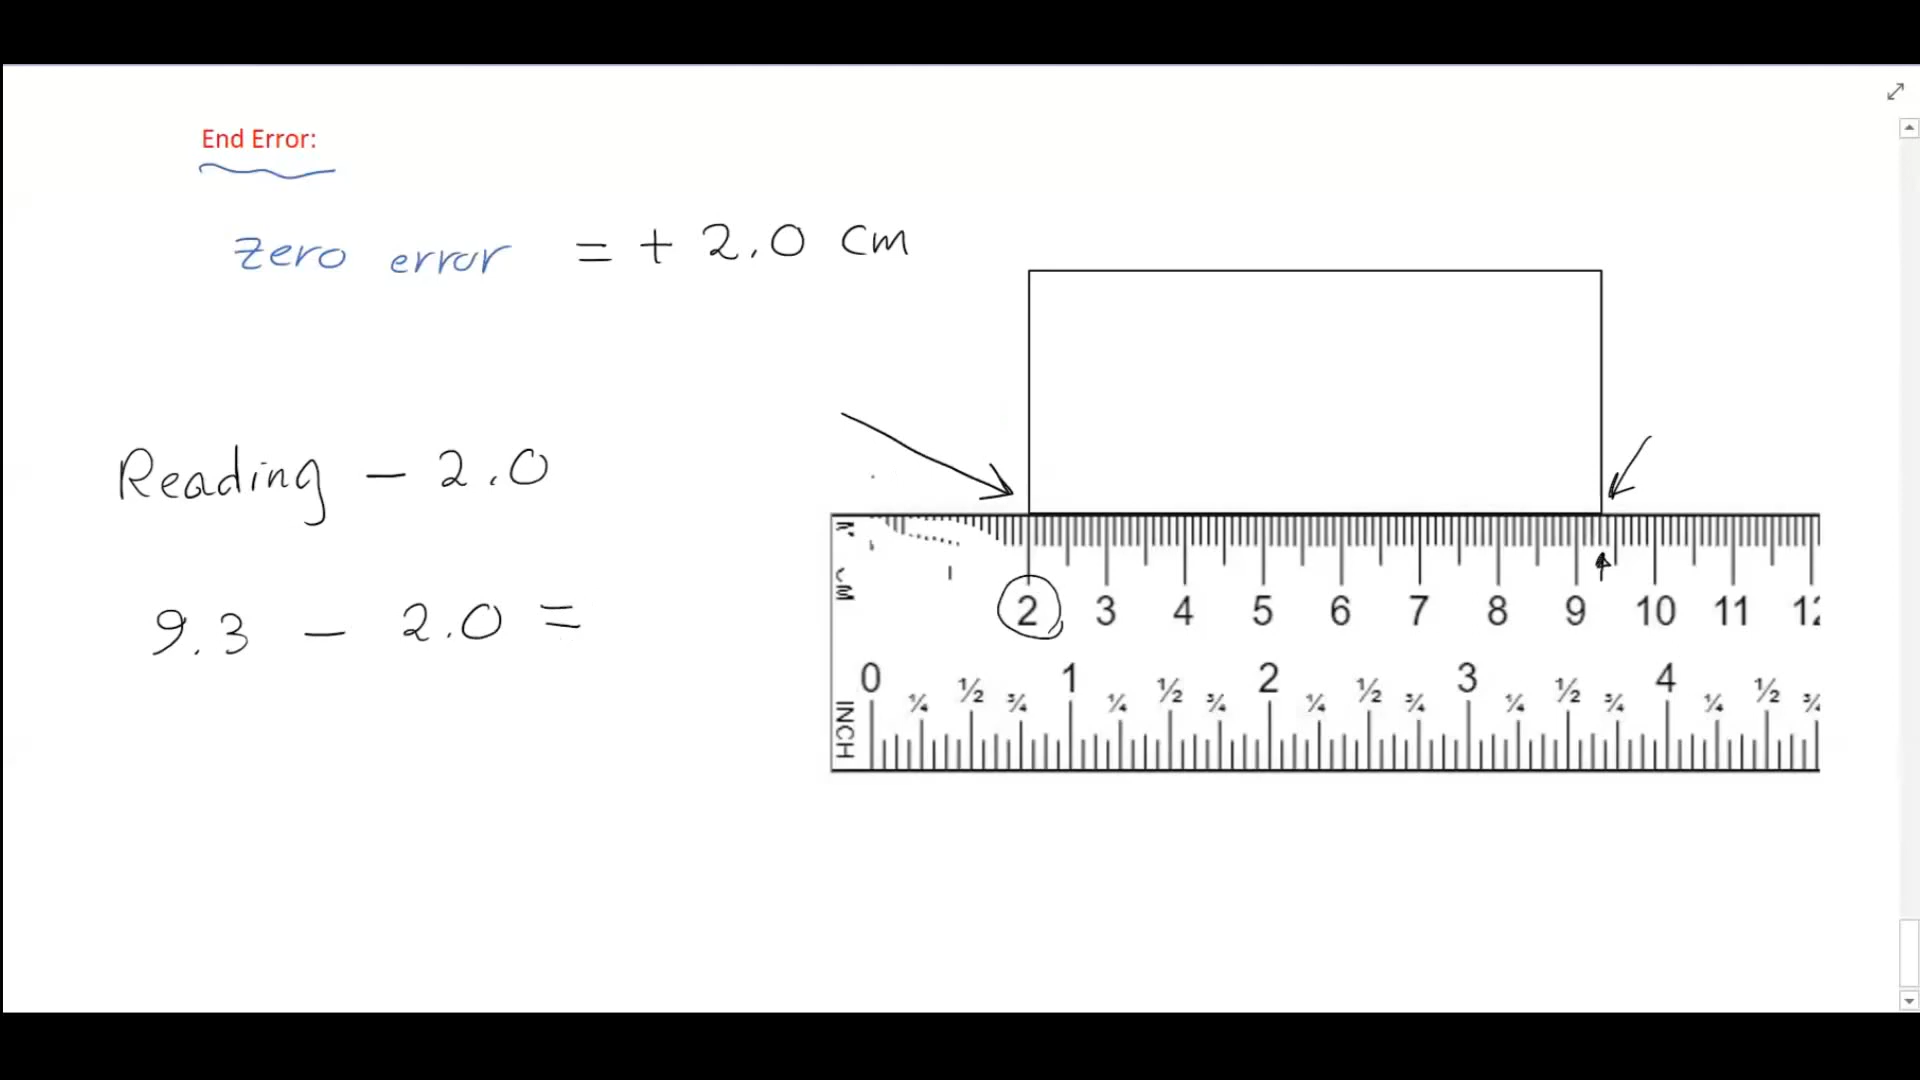 End Error:
zero error = + 2.0 cm
Reading - 2.0
9.3 - 2.0 =
2 3 4 5 6 7 8 9 10 11
0 ¼ ½ ¾ 1 ¼ ½ ¾ 2 ¼ ½ ¾ 3 ¼ ½ ¾ 4 ¼ ½ ¾
INCH